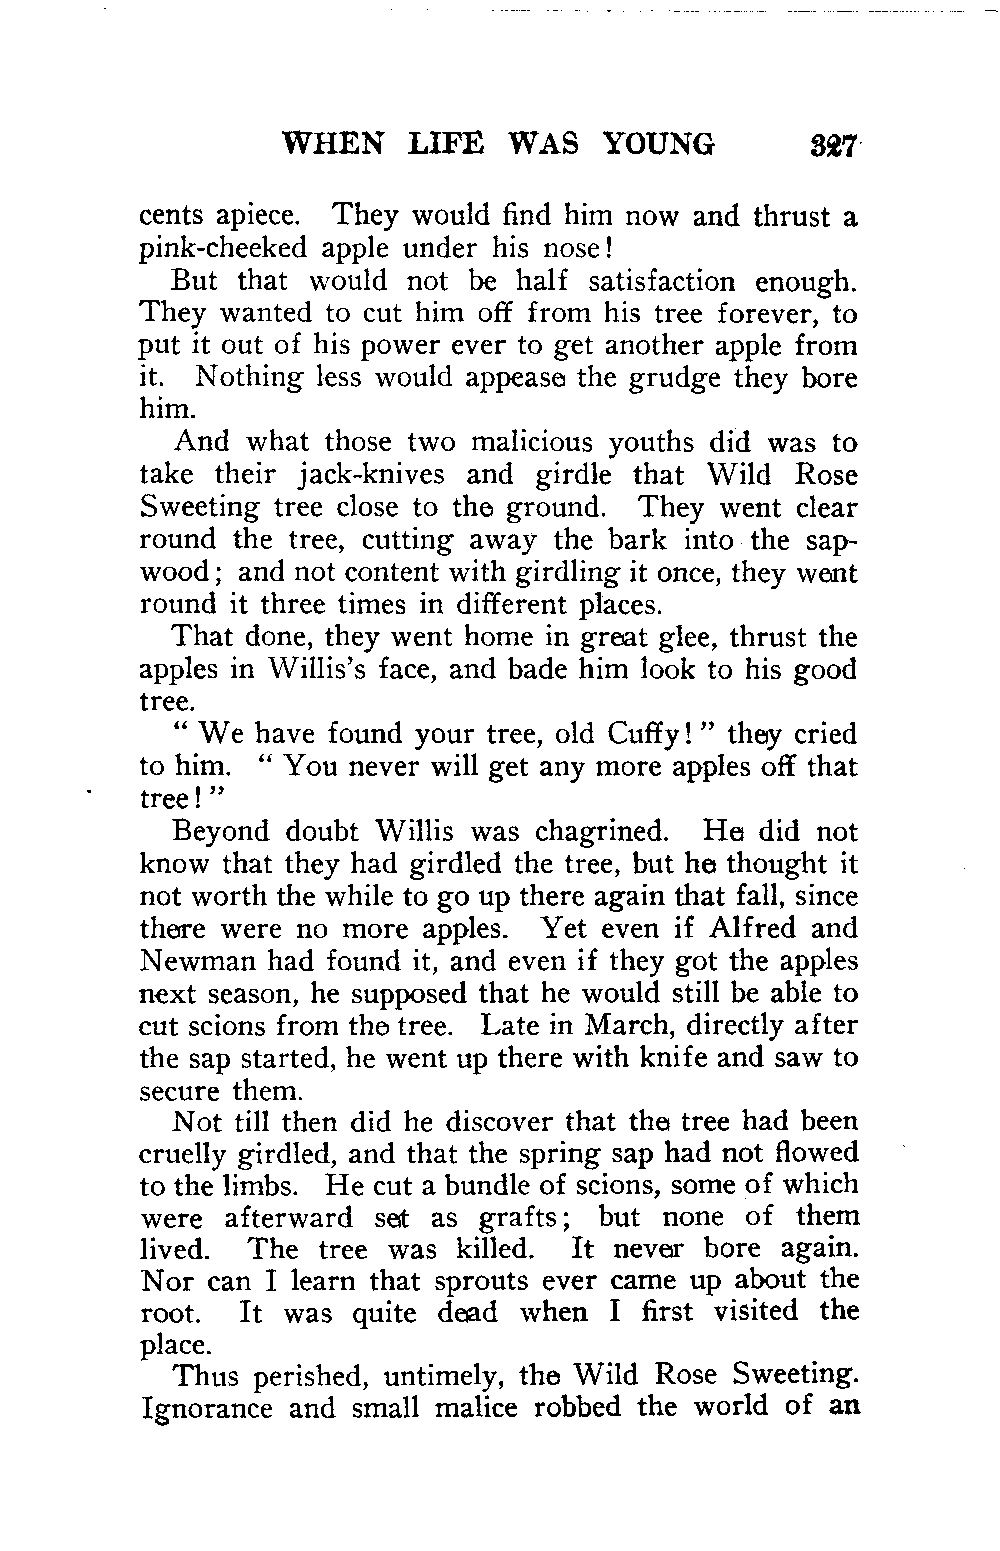 WHEN LIFE WAS YOUNG 327
cents apiece. They would find him now and thrust a
pink-cheeked apple under his nose!
But that would not be half satisfaction enough.
They wanted to cut him off from his tree forever, to
put it out of his power ever to get another apple from
it. Nothing less would appease the grudge they bore
him.
And what those two malicious youths did was to
take their jack-knives and girdle that Wild Rose
Sweeting tree close to the ground. They went clear
round the tree, cutting away the bark into the sap-
wood; and not content with girdling it once, they went
round it three times in different places.
That done, they went home in great glee, thrust the
apples in Willis's face, and bade him look to his good
tree.
" We have found your tree, old Cuffy! " they cried
to him. " You never will get any more apples off that
tree! "
Beyond doubt Willis was chagrined. He did not
know that they had girdled the tree, but he thought it
not worth the while to go up there again that fall, since
there were no more apples. Yet even if Alfred and
Newman had found it, and even if they got the apples
next season, he supposed that he would still be able to
cut scions from the tree. Late in March, directly after
the sap started, he went up there with knife and saw to
secure them.
Not till then did he discover that the tree had been
cruelly girdled, and that the spring sap had not flowed
to the limbs. He cut a bundle of scions, some of which
were afterward set as grafts; but none of them
lived. The tree was killed. It never bore again.
Nor can I learn that sprouts ever came up about the
root. It was quite dead when I first visited the
place.
Thus perished, untimely, the Wild Rose Sweeting.
Ignorance and small malice robbed the world of an